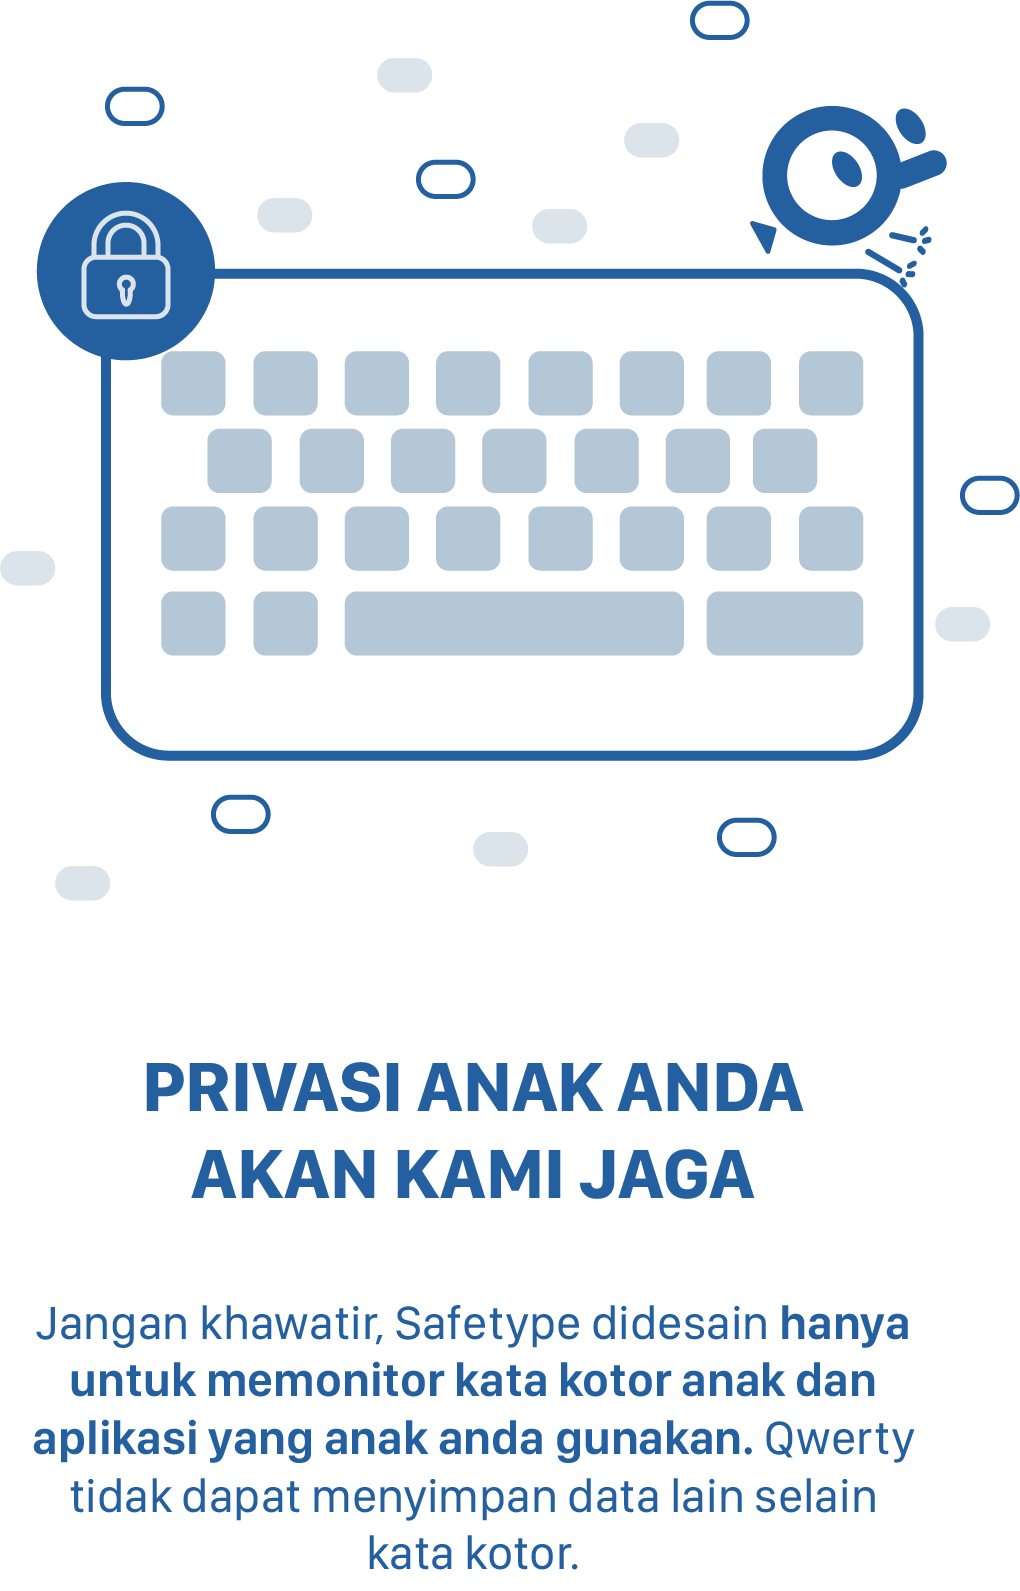 PRIVASI ANAK ANDA
AKAN KAMI JAGA
Jangan khawatir, Safetype didesain hanya
untuk memonitor kata kotor anak dan
aplikasi yang anak anda gunakan. Qwerty
tidak dapat menyimpan data lain selain
kata kotor.